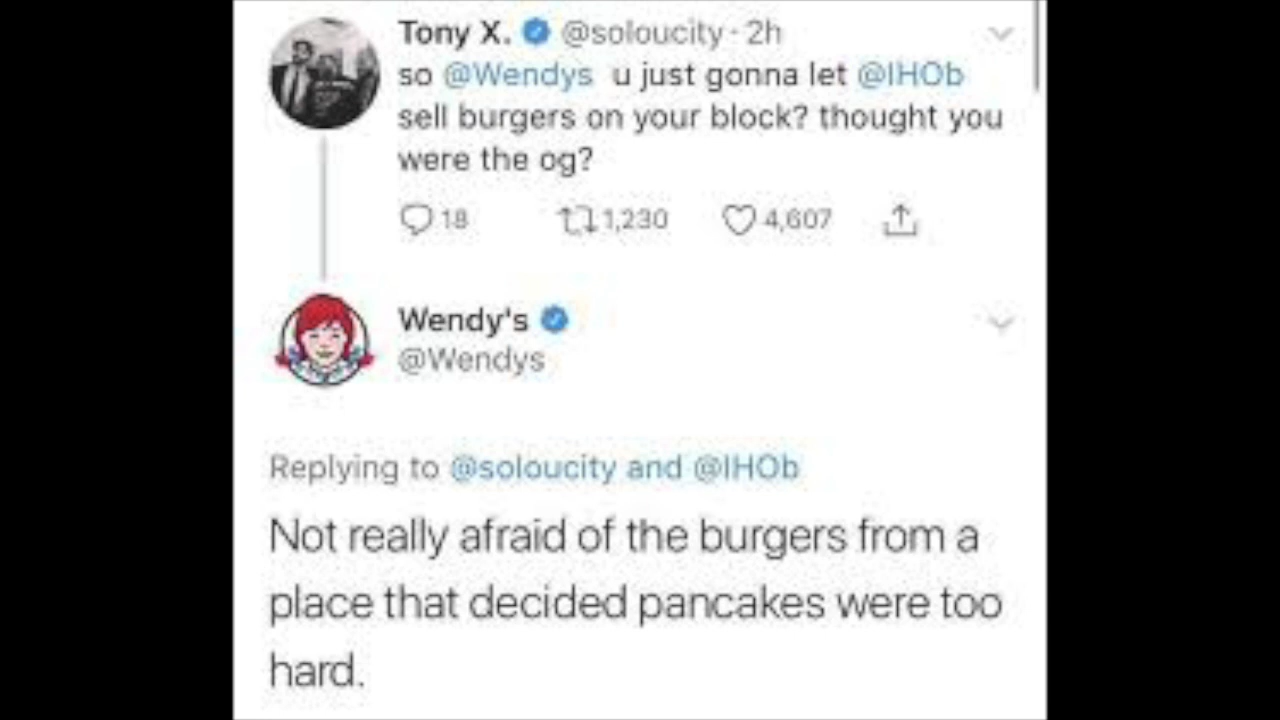 Tony X. @soloucity · 2h
so @Wendys u just gonna let @IHOb
sell burgers on your block? thought you
were the og?
18 1,230 4,607
Wendy's
@Wendys
Replying to @soloucity and @IHOb
Not really afraid of the burgers from a
place that decided pancakes were too
hard.